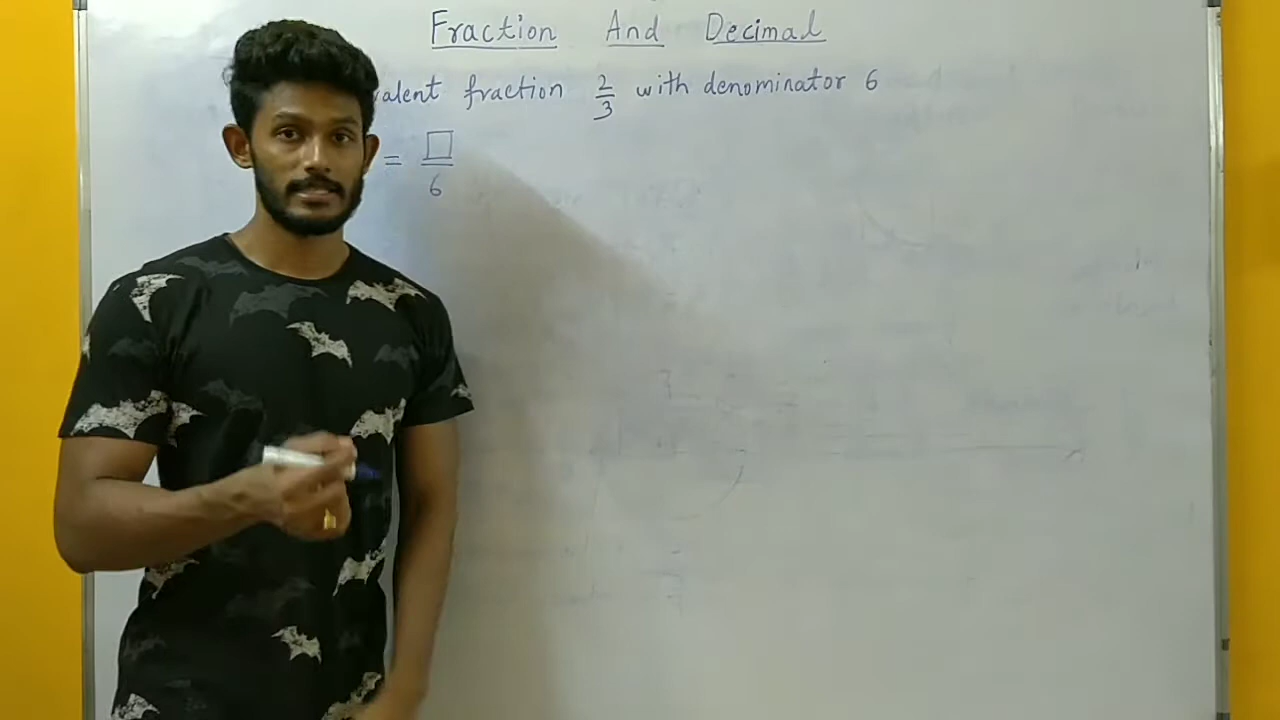 Fraction And Decimal
valent fraction 2/3 with denominator 6
= □/6